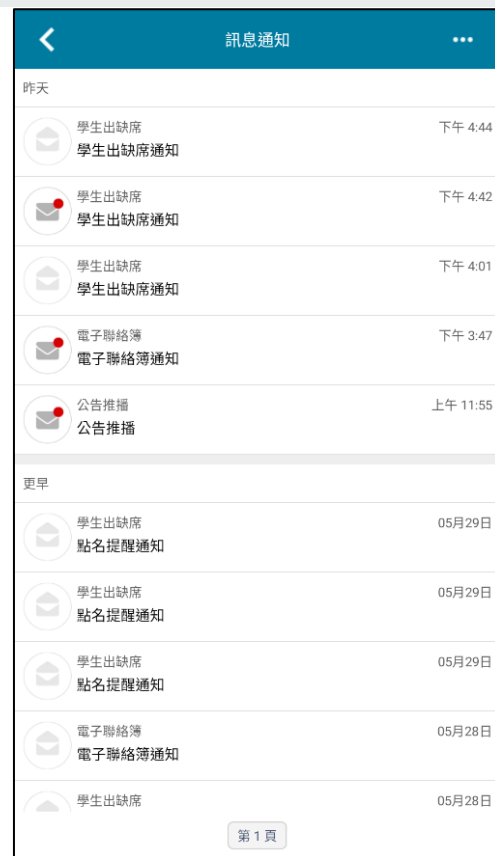 訊息通知
昨天
學生出缺席 下午 4:44
學生出缺席通知
學生出缺席 下午 4:42
學生出缺席通知
學生出缺席 下午 4:01
學生出缺席通知
電子聯絡簿 下午 3:47
電子聯絡簿通知
公告推播 上午 11:55
公告推播
更早
學生出缺席 05月29日
點名提醒通知
學生出缺席 05月29日
點名提醒通知
學生出缺席 05月29日
點名提醒通知
電子聯絡簿 05月28日
電子聯絡簿通知
學生出缺席 05月28日
第 1 頁